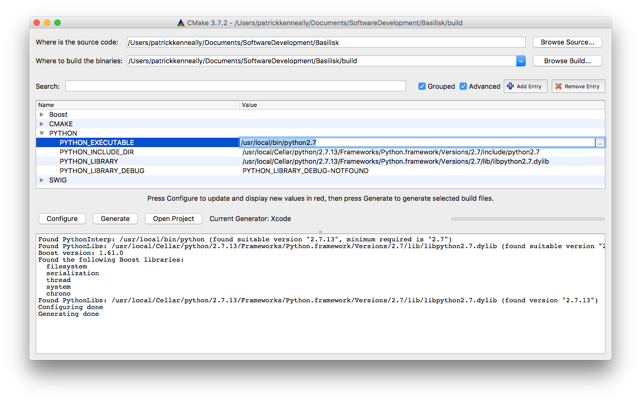 CMake 3.7.2 - /Users/patrickkenneally/Documents/SoftwareDevelopment/Basilisk/build
Where is the source code: /Users/patrickkenneally/Documents/SoftwareDevelopment/Basilisk Browse Source...
Where to build the binaries: /Users/patrickkenneally/Documents/SoftwareDevelopment/Basilisk/build Browse Build...
Search: Grouped Advanced Add Entry Remove Entry
Name Value
Boost
CMAKE
PYTHON
PYTHON_EXECUTABLE /usr/local/bin/python2.7 ...
PYTHON_INCLUDE_DIR /usr/local/Cellar/python/2.7.13/Frameworks/Python.framework/Versions/2.7/include/python2.7
PYTHON_LIBRARY /usr/local/Cellar/python/2.7.13/Frameworks/Python.framework/Versions/2.7/lib/libpython2.7.dylib
PYTHON_LIBRARY_DEBUG PYTHON_LIBRARY_DEBUG-NOTFOUND
SWIG
Press Configure to update and display new values in red, then press Generate to generate selected build files.
Configure Generate Open Project Current Generator: Xcode
Found PythonInterp: /usr/local/bin/python (found suitable version "2.7.13", minimum required is "2.7")
Found PythonLibs: /usr/local/Cellar/python/2.7.13/Frameworks/Python.framework/Versions/2.7/lib/libpython2.7.dylib (found suitable version "2
Boost version: 1.61.0
Found the following Boost libraries:
filesystem
serialization
thread
system
chrono
Found PythonLibs: /usr/local/Cellar/python/2.7.13/Frameworks/Python.framework/Versions/2.7/lib/libpython2.7.dylib (found version "2.7.13")
Configuring done
Generating done